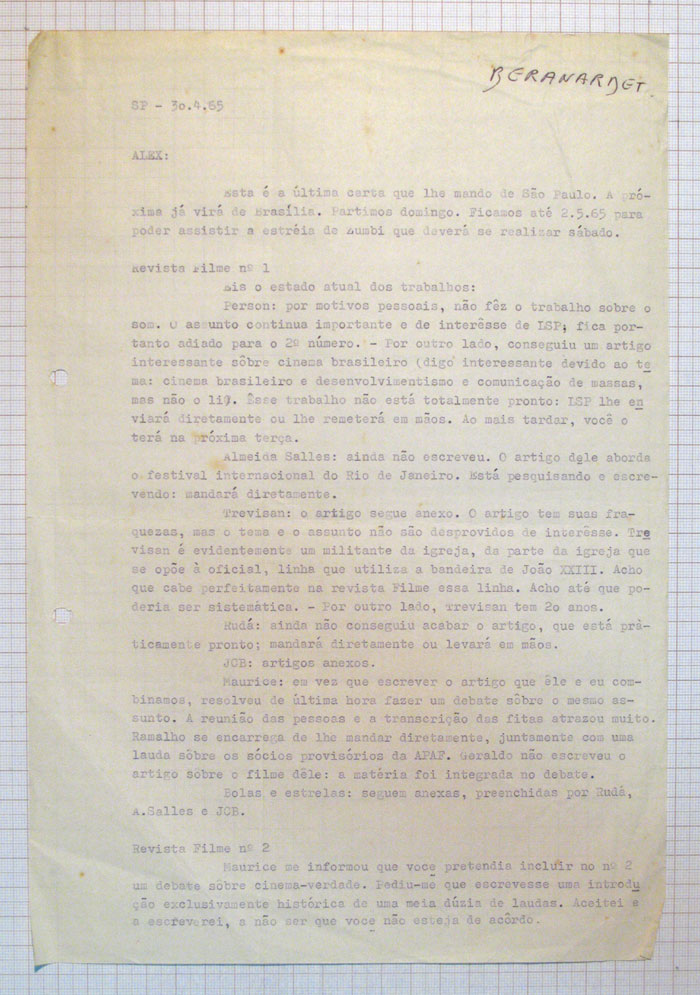 BERANARDET
SP - 30.4.65
ALEX:
Esta é a última carta que lhe mando de São Paulo. A pró-
xima já virá de Brasília. Partimos domingo. Ficamos até 2.5.65 para
poder assistir a estréia de Zumbi que deverá se realizar sábado.
Revista Filme nº 1
Eis o estado atual dos trabalhos:
Person: por motivos pessoais, não fêz o trabalho sobre o
som. O assunto continua importante e de interêsse de LSP; fica por-
tanto adiado para o 2º número. - Por outro lado, conseguiu um artigo
interessante sôbre cinema brasileiro (digo interessante devido ao te
ma: cinema brasileiro e desenvolvimentismo e comunicação de massas,
mas não o li). Êsse trabalho não está totalmente pronto: LSP lhe en
viará diretamente ou lhe remeterá em mãos. Ao mais tardar, você o
terá na próxima terça.
Almeida Salles: ainda não escreveu. O artigo dele aborda
o festival internacional do Rio de Janeiro. Está pesquisando e escre-
vendo: mandará diretamente.
Trevisan: o artigo segue anexo. O artigo tem suas fra-
quezas, mas o tema e o assunto não são desprovidos de interêsse. Tre
visan é evidentemente um militante da igreja, da parte da igreja que
se opõe à oficial, linha que utiliza a bandeira de João XXIII. Acho
que cabe perfeitamente na revista Filme essa linha. Acho até que po-
deria ser sistemática. - Por outro lado, Trevisan tem 20 anos.
Rudá: ainda não conseguiu acabar o artigo, que está prà-
ticamente pronto; mandará diretamente ou levará em mãos.
JCB: artigos anexos.
Maurice: em vez que escrever o artigo que êle e eu com-
binamos, resolveu de última hora fazer um debate sôbre o mesmo as-
sunto. A reunião das pessoas e a transcrição das fitas atrazou muito.
Ramalho se encarrega de lhe mandar diretamente, juntamente com uma
lauda sôbre os sócios provisórios da APAF. Geraldo não escreveu o
artigo sobre o filme dêle: a matéria foi integrada no debate.
Bolas e estrelas: seguem anexas, preenchidas por Rudá,
A.Salles e JCB.
Revista Filme nº 2
Maurice me informou que voce pretendia incluir no nº 2
um debate sôbre cinema-verdade. Pediu-me que escrevesse uma introdu
ção exclusivamente histórica de uma meia dúzia de laudas. Aceitei e
a escreverei, a não ser que voce não esteja de acôrdo.